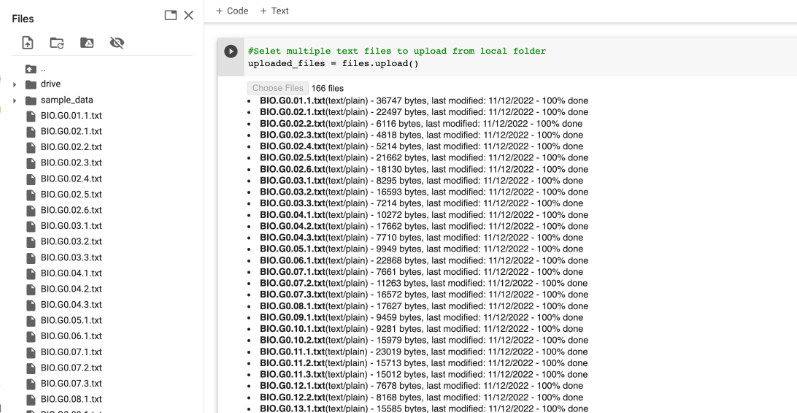 Files
..
drive
sample_data
BIO.G0.01.1.txt
BIO.G0.02.1.txt
BIO.G0.02.2.txt
BIO.G0.02.3.txt
BIO.G0.02.4.txt
BIO.G0.02.5.txt
BIO.G0.02.6.txt
BIO.G0.03.1.txt
BIO.G0.03.2.txt
BIO.G0.03.3.txt
BIO.G0.04.1.txt
BIO.G0.04.2.txt
BIO.G0.04.3.txt
BIO.G0.05.1.txt
BIO.G0.06.1.txt
BIO.G0.07.1.txt
BIO.G0.07.2.txt
BIO.G0.07.3.txt
BIO.G0.08.1.txt
+ Code + Text
#Selet multiple text files to upload from local folder
uploaded_files = files.upload()
Choose Files 166 files
• BIO.G0.01.1.txt(text/plain) - 36747 bytes, last modified: 11/12/2022 - 100% done
• BIO.G0.02.1.txt(text/plain) - 22497 bytes, last modified: 11/12/2022 - 100% done
• BIO.G0.02.2.txt(text/plain) - 6116 bytes, last modified: 11/12/2022 - 100% done
• BIO.G0.02.3.txt(text/plain) - 4818 bytes, last modified: 11/12/2022 - 100% done
• BIO.G0.02.4.txt(text/plain) - 5214 bytes, last modified: 11/12/2022 - 100% done
• BIO.G0.02.5.txt(text/plain) - 21662 bytes, last modified: 11/12/2022 - 100% done
• BIO.G0.02.6.txt(text/plain) - 18130 bytes, last modified: 11/12/2022 - 100% done
• BIO.G0.03.1.txt(text/plain) - 8295 bytes, last modified: 11/12/2022 - 100% done
• BIO.G0.03.2.txt(text/plain) - 16593 bytes, last modified: 11/12/2022 - 100% done
• BIO.G0.03.3.txt(text/plain) - 7214 bytes, last modified: 11/12/2022 - 100% done
• BIO.G0.04.1.txt(text/plain) - 10272 bytes, last modified: 11/12/2022 - 100% done
• BIO.G0.04.2.txt(text/plain) - 17662 bytes, last modified: 11/12/2022 - 100% done
• BIO.G0.04.3.txt(text/plain) - 7710 bytes, last modified: 11/12/2022 - 100% done
• BIO.G0.05.1.txt(text/plain) - 9949 bytes, last modified: 11/12/2022 - 100% done
• BIO.G0.06.1.txt(text/plain) - 22868 bytes, last modified: 11/12/2022 - 100% done
• BIO.G0.07.1.txt(text/plain) - 7661 bytes, last modified: 11/12/2022 - 100% done
• BIO.G0.07.2.txt(text/plain) - 11263 bytes, last modified: 11/12/2022 - 100% done
• BIO.G0.07.3.txt(text/plain) - 16572 bytes, last modified: 11/12/2022 - 100% done
• BIO.G0.08.1.txt(text/plain) - 17627 bytes, last modified: 11/12/2022 - 100% done
• BIO.G0.09.1.txt(text/plain) - 9459 bytes, last modified: 11/12/2022 - 100% done
• BIO.G0.10.1.txt(text/plain) - 9281 bytes, last modified: 11/12/2022 - 100% done
• BIO.G0.10.2.txt(text/plain) - 15979 bytes, last modified: 11/12/2022 - 100% done
• BIO.G0.11.1.txt(text/plain) - 23019 bytes, last modified: 11/12/2022 - 100% done
• BIO.G0.11.2.txt(text/plain) - 15713 bytes, last modified: 11/12/2022 - 100% done
• BIO.G0.11.3.txt(text/plain) - 15012 bytes, last modified: 11/12/2022 - 100% done
• BIO.G0.12.1.txt(text/plain) - 7678 bytes, last modified: 11/12/2022 - 100% done
• BIO.G0.12.2.txt(text/plain) - 8168 bytes, last modified: 11/12/2022 - 100% done
• BIO.G0.13.1.txt(text/plain) - 15585 bytes, last modified: 11/12/2022 - 100% done